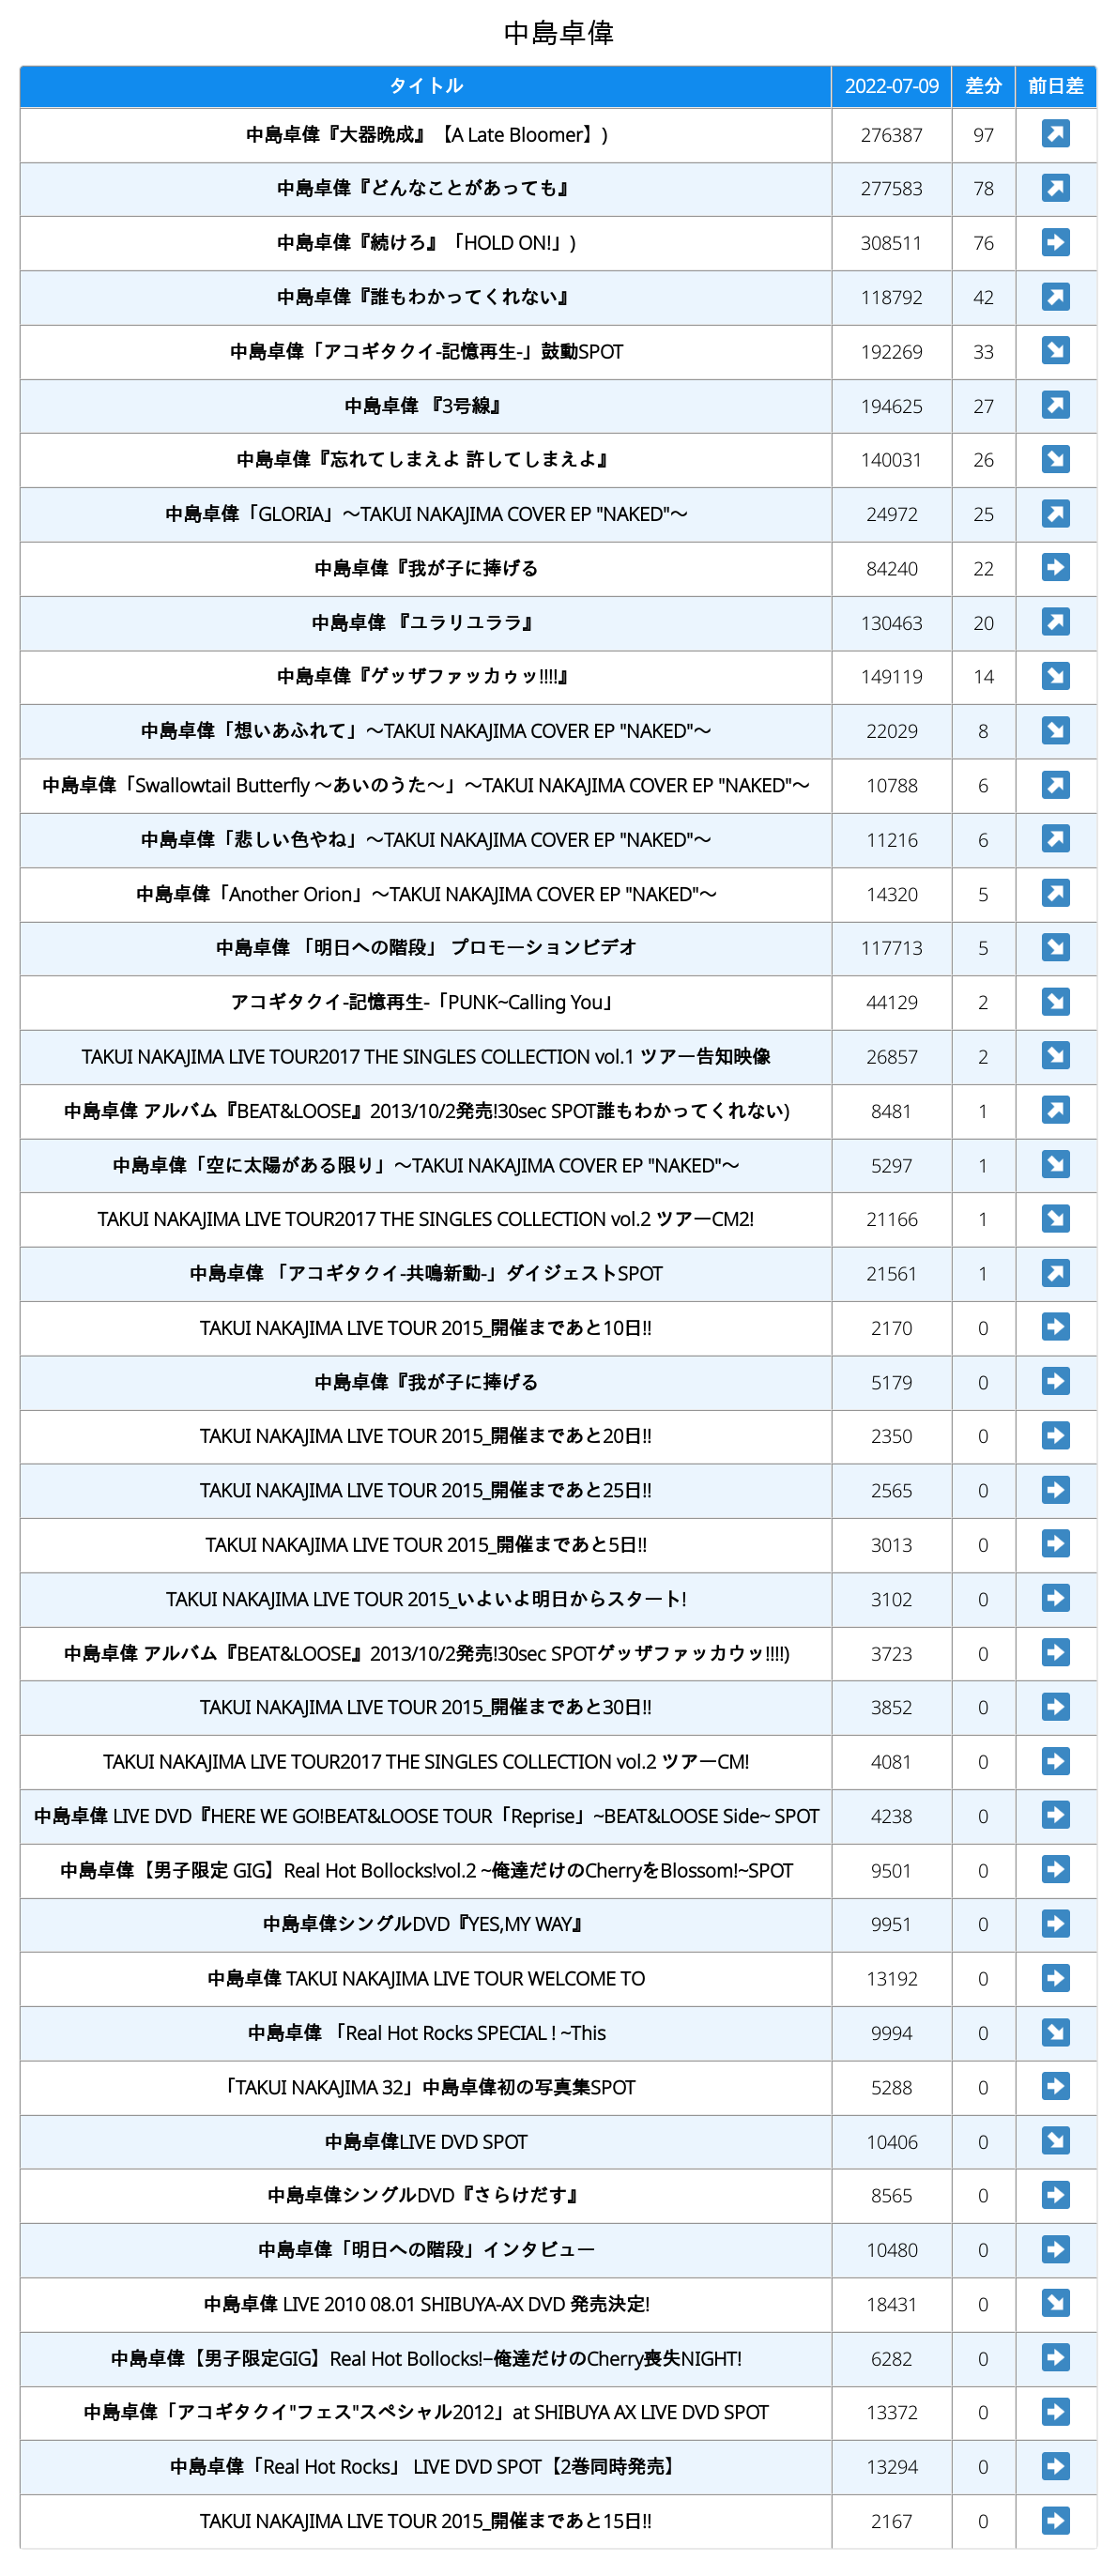 中島卓偉
タイトル 2022-07-09 差分 前日差
中島卓偉『大器晩成』【A Late Bloomer】) 276387 97 ↗
中島卓偉『どんなことがあっても』 277583 78 ↗
中島卓偉『続けろ』「HOLD ON!」) 308511 76 ➡
中島卓偉『誰もわかってくれない』 118792 42 ↗
中島卓偉「アコギタクイ-記憶再生-」鼓動SPOT 192269 33 ↘
中島卓偉 『3号線』 194625 27 ↗
中島卓偉『忘れてしまえよ 許してしまえよ』 140031 26 ↘
中島卓偉「GLORIA」〜TAKUI NAKAJIMA COVER EP "NAKED"〜 24972 25 ↗
中島卓偉『我が子に捧げる 84240 22 ➡
中島卓偉 『ユラリユララ』 130463 20 ↗
中島卓偉『ゲッザファッカゥッ!!!!』 149119 14 ↘
中島卓偉「想いあふれて」〜TAKUI NAKAJIMA COVER EP "NAKED"〜 22029 8 ↘
中島卓偉「Swallowtail Butterfly 〜あいのうた〜」〜TAKUI NAKAJIMA COVER EP "NAKED"〜 10788 6 ↗
中島卓偉「悲しい色やね」〜TAKUI NAKAJIMA COVER EP "NAKED"〜 11216 6 ↗
中島卓偉「Another Orion」〜TAKUI NAKAJIMA COVER EP "NAKED"〜 14320 5 ↗
中島卓偉 「明日への階段」 プロモーションビデオ 117713 5 ↘
アコギタクイ-記憶再生-「PUNK~Calling You」 44129 2 ↘
TAKUI NAKAJIMA LIVE TOUR2017 THE SINGLES COLLECTION vol.1 ツアー告知映像 26857 2 ↘
中島卓偉 アルバム『BEAT&LOOSE』2013/10/2発売!30sec SPOT誰もわかってくれない) 8481 1 ↗
中島卓偉「空に太陽がある限り」〜TAKUI NAKAJIMA COVER EP "NAKED"〜 5297 1 ↘
TAKUI NAKAJIMA LIVE TOUR2017 THE SINGLES COLLECTION vol.2 ツアーCM2! 21166 1 ↘
中島卓偉 「アコギタクイ-共鳴新動-」ダイジェストSPOT 21561 1 ↗
TAKUI NAKAJIMA LIVE TOUR 2015_開催まであと10日!! 2170 0 ➡
中島卓偉『我が子に捧げる 5179 0 ➡
TAKUI NAKAJIMA LIVE TOUR 2015_開催まであと20日!! 2350 0 ➡
TAKUI NAKAJIMA LIVE TOUR 2015_開催まであと25日!! 2565 0 ➡
TAKUI NAKAJIMA LIVE TOUR 2015_開催まであと5日!! 3013 0 ➡
TAKUI NAKAJIMA LIVE TOUR 2015_いよいよ明日からスタート! 3102 0 ➡
中島卓偉 アルバム『BEAT&LOOSE』2013/10/2発売!30sec SPOTゲッザファッカウッ!!!!) 3723 0 ➡
TAKUI NAKAJIMA LIVE TOUR 2015_開催まであと30日!! 3852 0 ➡
TAKUI NAKAJIMA LIVE TOUR2017 THE SINGLES COLLECTION vol.2 ツアーCM! 4081 0 ➡
中島卓偉 LIVE DVD『HERE WE GO!BEAT&LOOSE TOUR「Reprise」~BEAT&LOOSE Side~ SPOT 4238 0 ➡
中島卓偉【男子限定 GIG】Real Hot Bollocks!vol.2 ~俺達だけのCherryをBlossom!~SPOT 9501 0 ➡
中島卓偉シングルDVD『YES,MY WAY』 9951 0 ➡
中島卓偉 TAKUI NAKAJIMA LIVE TOUR WELCOME TO 13192 0 ➡
中島卓偉 「Real Hot Rocks SPECIAL ! ~This 9994 0 ↘
「TAKUI NAKAJIMA 32」中島卓偉初の写真集SPOT 5288 0 ➡
中島卓偉LIVE DVD SPOT 10406 0 ↘
中島卓偉シングルDVD『さらけだす』 8565 0 ➡
中島卓偉「明日への階段」インタビュー 10480 0 ➡
中島卓偉 LIVE 2010 08.01 SHIBUYA-AX DVD 発売決定! 18431 0 ↘
中島卓偉【男子限定GIG】Real Hot Bollocks!−俺達だけのCherry喪失NIGHT! 6282 0 ➡
中島卓偉「アコギタクイ"フェス"スペシャル2012」at SHIBUYA AX LIVE DVD SPOT 13372 0 ➡
中島卓偉「Real Hot Rocks」 LIVE DVD SPOT【2巻同時発売】 13294 0 ➡
TAKUI NAKAJIMA LIVE TOUR 2015_開催まであと15日!! 2167 0 ➡